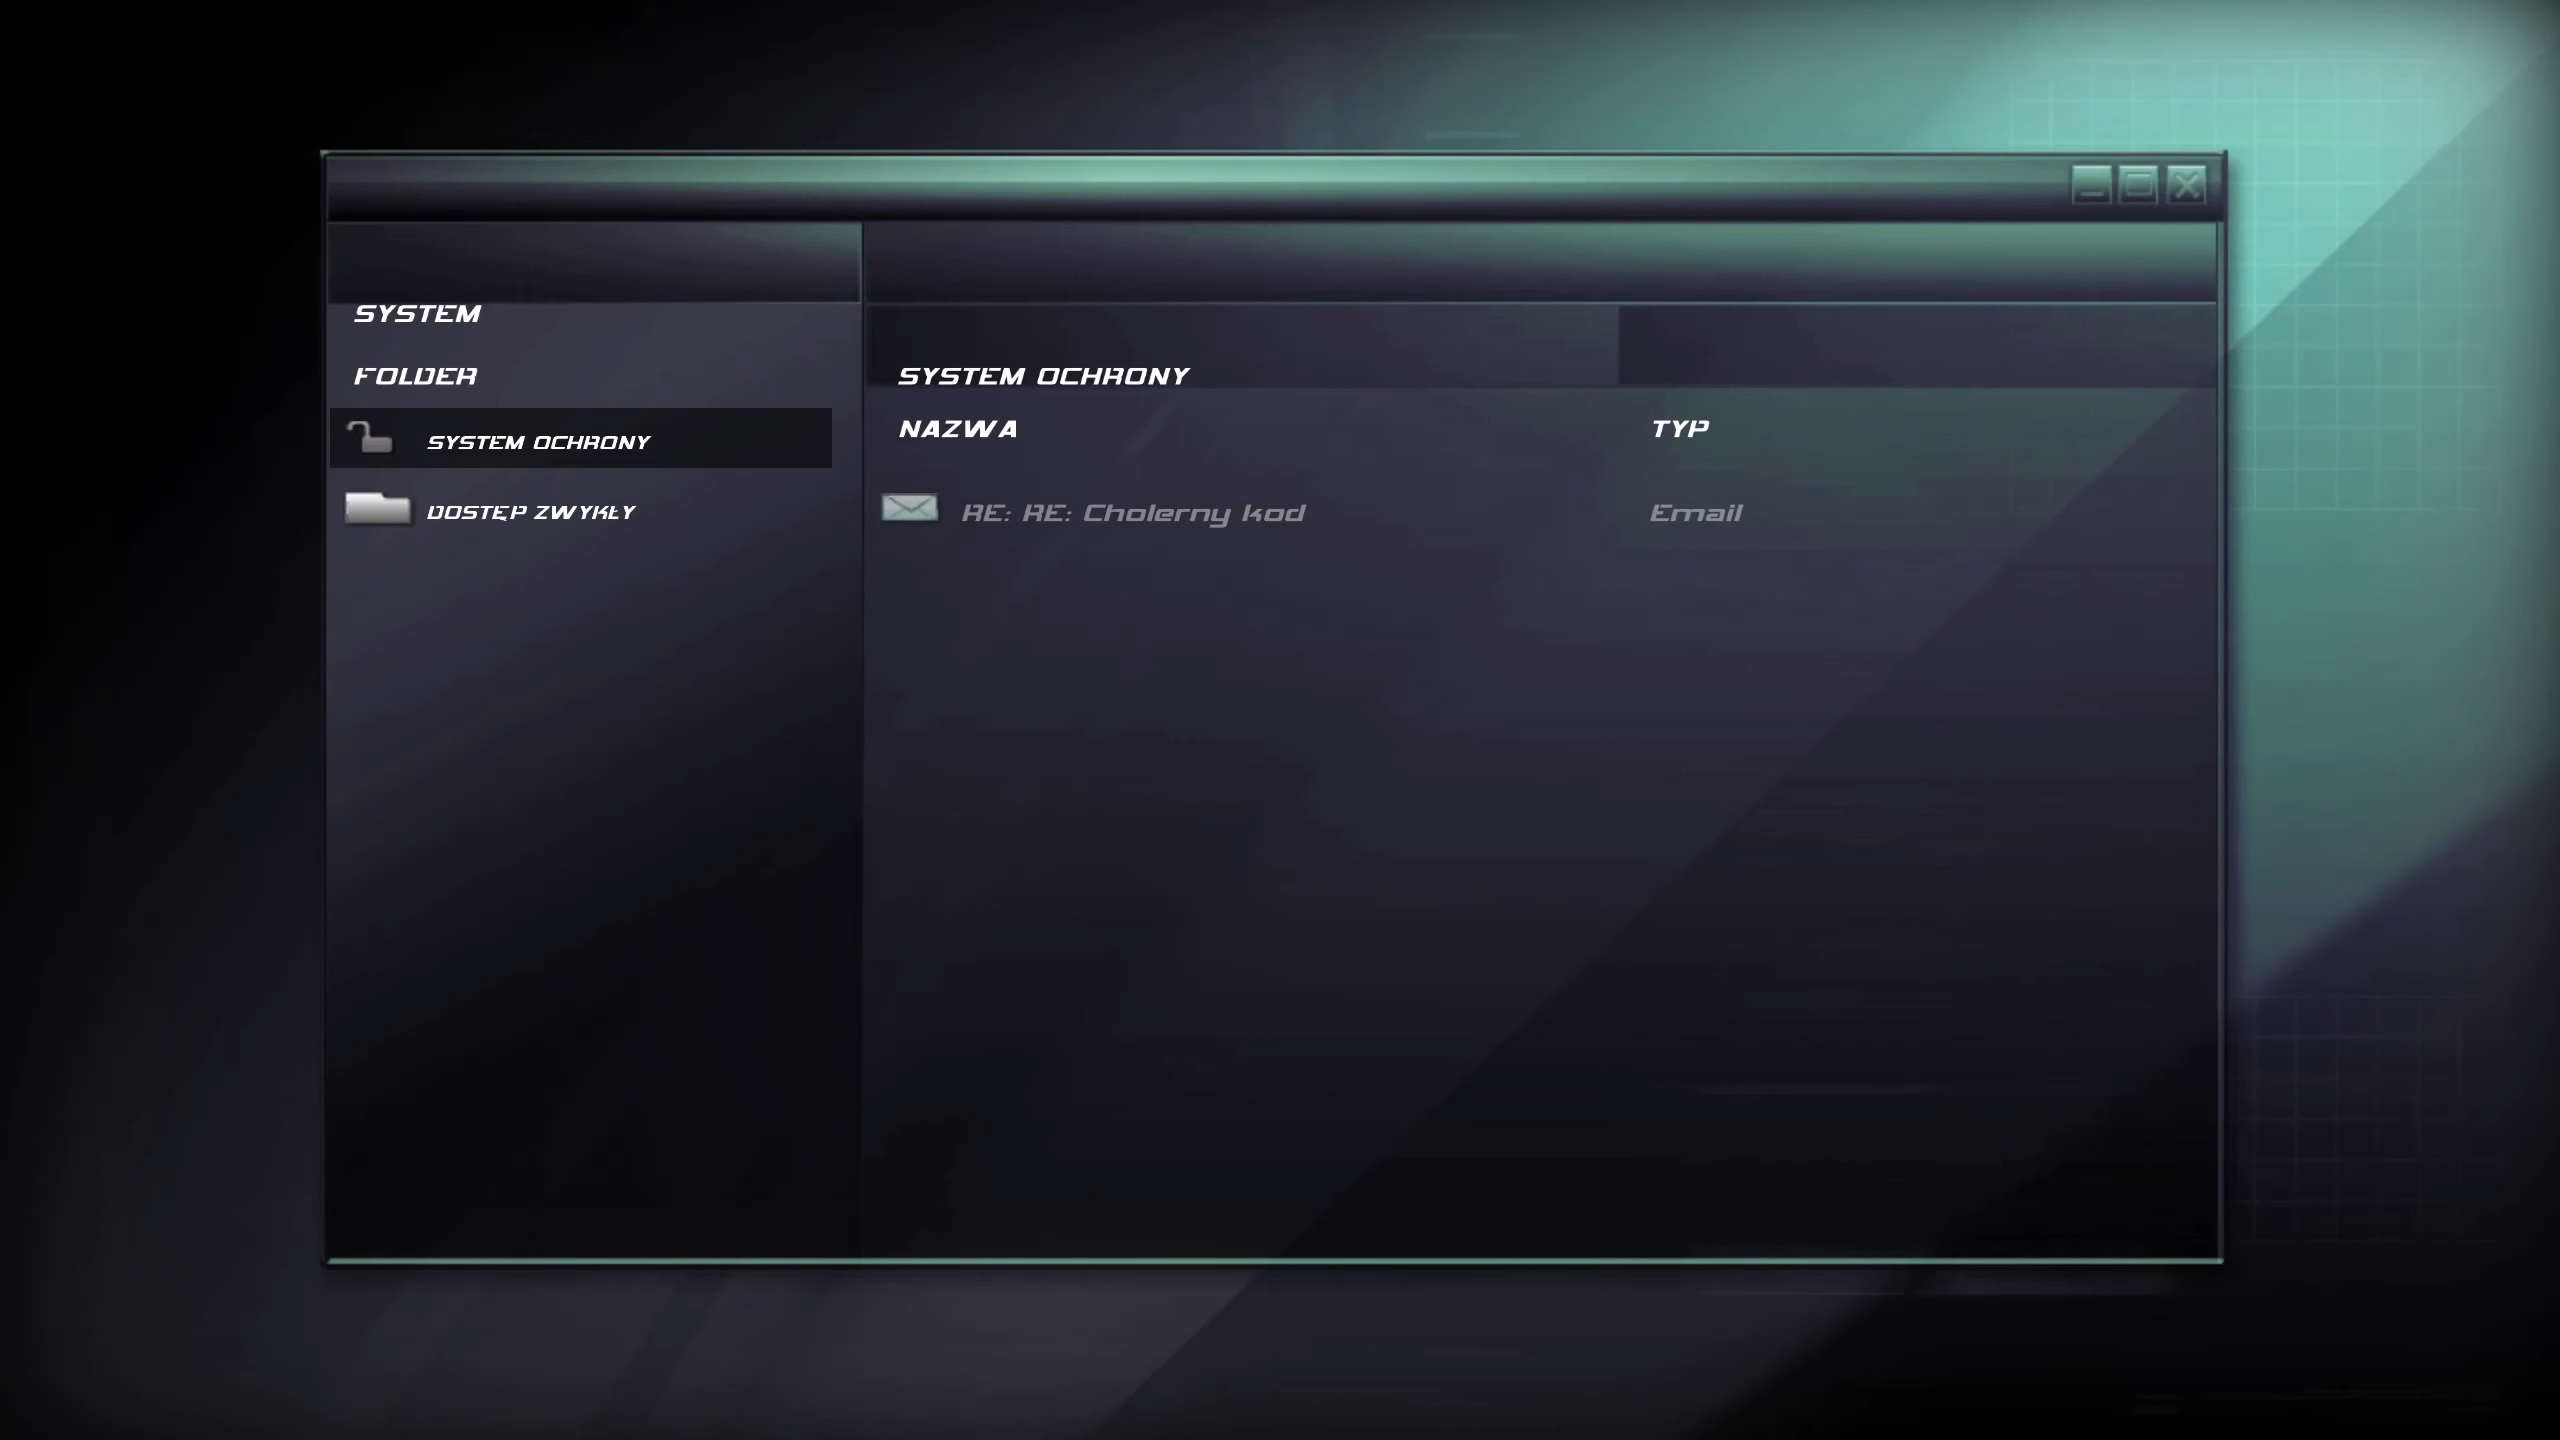 SYSTEM
FOLDER
SYSTEM OCHRONY
DOSTĘP ZWYKŁY
SYSTEM OCHRONY
NAZWA TYP
RE: RE: Cholerny kod Email